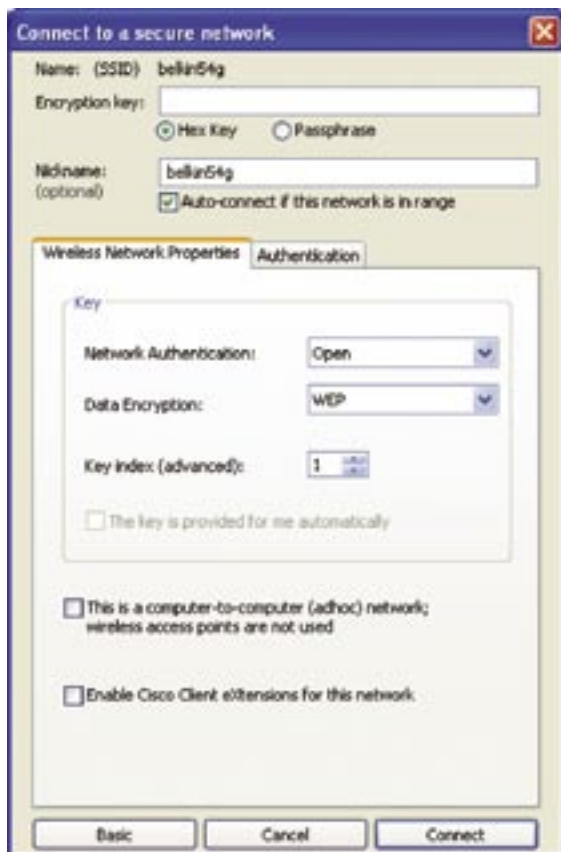 Connect to a secure network
Name: (SSID) belkin54g
Encryption key:
Hex Key Passphrase
Nickname: belkin54g
(optional)
Auto-connect if this network is in range
Wireless Network Properties Authentication
Key
Network Authentication: Open
Data Encryption: WEP
Key index (advanced): 1
The key is provided for me automatically
This is a computer-to-computer (adhoc) network;
wireless access points are not used
Enable Cisco Client eXtensions for this network
Basic Cancel Connect